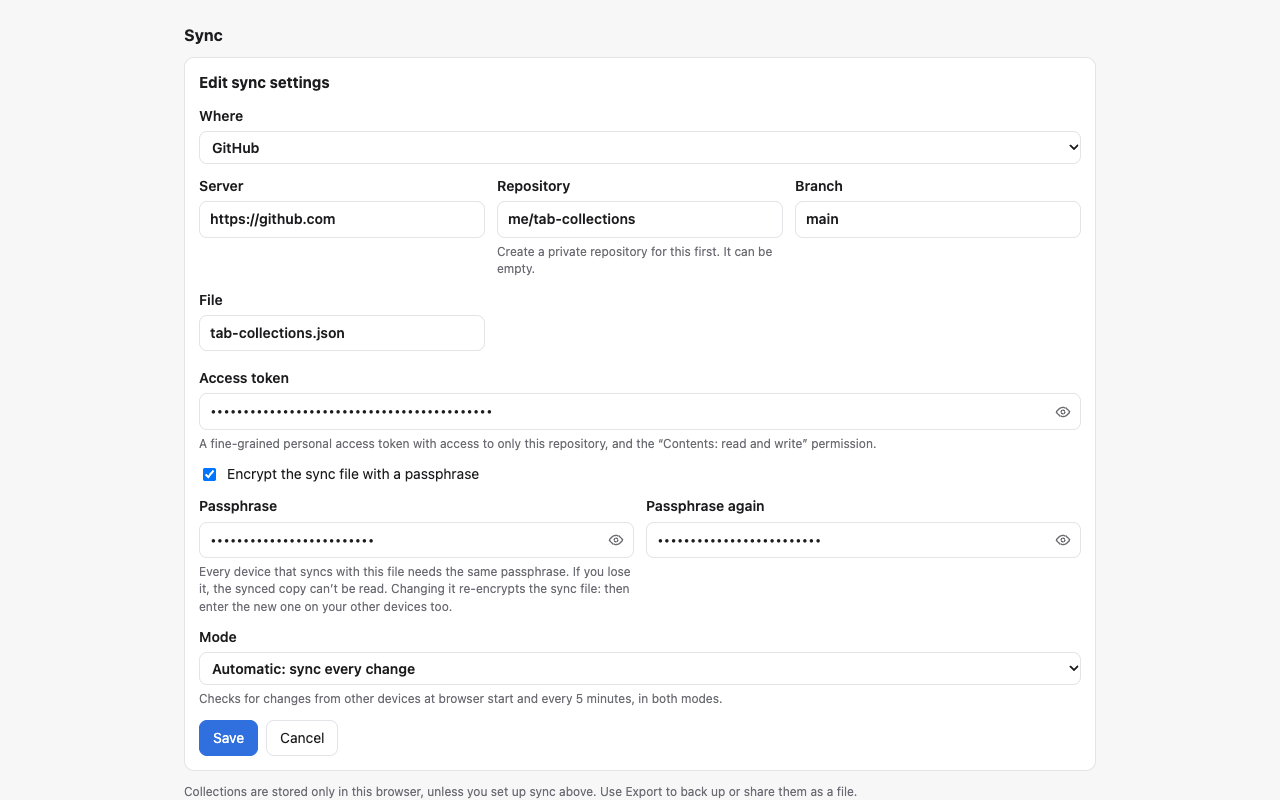 Sync
Edit sync settings
Where
GitHub
Server
Repository
Branch
https://github.com
me/tab-collections
main
Create a private repository for this first. It can be
empty.
File
tab-collections.json
Access token
•••••••••••••••••••••••••••••••••••••••••••
A fine-grained personal access token with access to only this repository, and the “Contents: read and write” permission.
Encrypt the sync file with a passphrase
Passphrase
Passphrase again
•••••••••••••••••••••••••
•••••••••••••••••••••••••
Every device that syncs with this file needs the same passphrase. If you lose
it, the synced copy can’t be read. Changing it re-encrypts the sync file: then
enter the new one on your other devices too.
Mode
Automatic: sync every change
Checks for changes from other devices at browser start and every 5 minutes, in both modes.
Save
Cancel
Collections are stored only in this browser, unless you set up sync above. Use Export to back up or share them as a file.